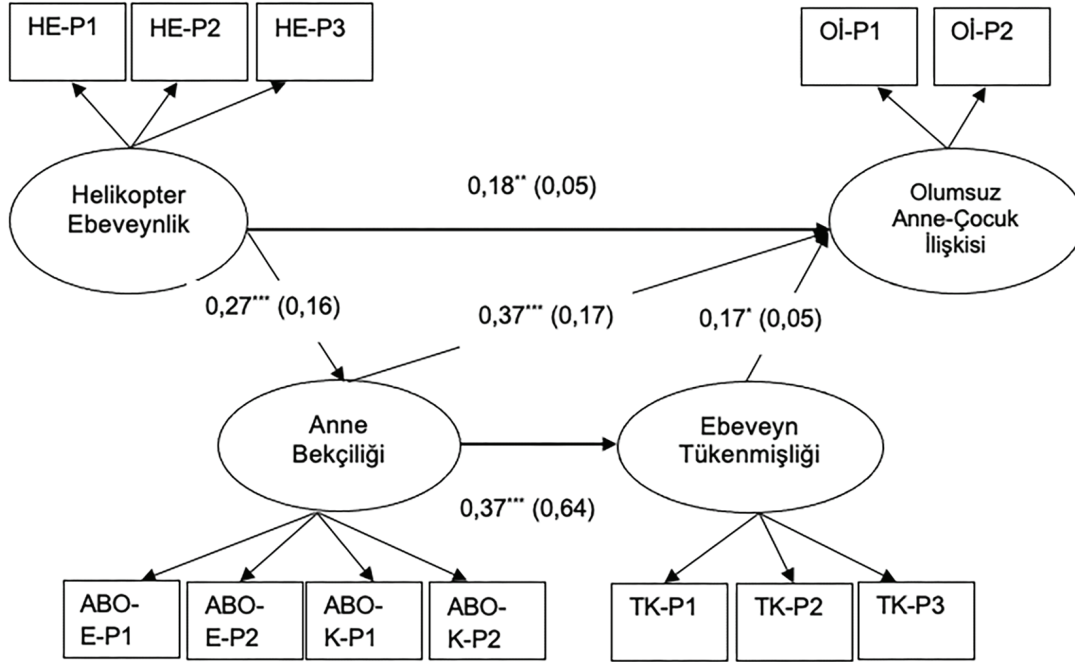 HE-P1
HE-P2
HE-P3
Oİ-P1
Oİ-P2
Helikopter
Ebeveynlik
0,18** (0,05)
Olumsuz
Anne-Çocuk
İlişkisi
0,27*** (0,16)
0,37*** (0,17)
0,17* (0,05)
Anne
Bekçiliği
Ebeveyn
Tükenmişliği
0,37*** (0,64)
ABO-
E-P1
ABO-
E-P2
ABO-
K-P1
ABO-
K-P2
TK-P1
TK-P2
TK-P3